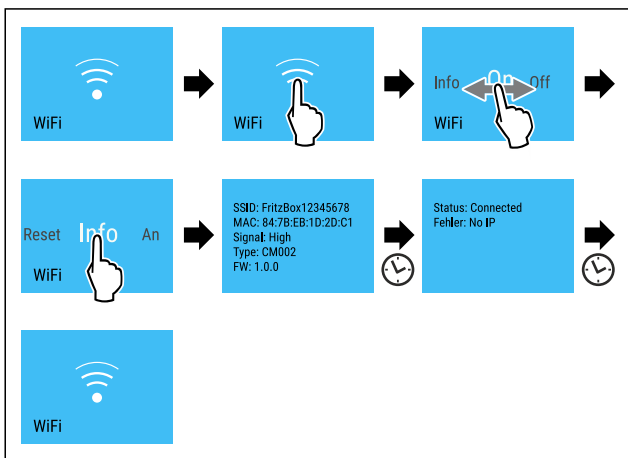 WiFi
WiFi
Info On Off
WiFi
Reset Info An
WiFi
SSID: FritzBox12345678
MAC: 84:7B:EB:1D:2D:C1
Signal: High
Type: CM002
FW: 1.0.0
Status: Connected
Fehler: No IP
WiFi